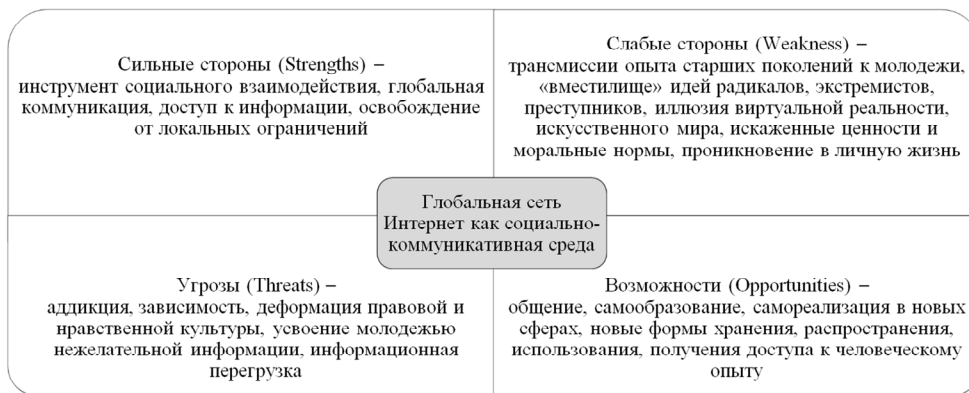 Сильные стороны (Strengths) –
инструмент социального взаимодействия, глобальная
коммуникация, доступ к информации, освобождение
от локальных ограничений
Слабые стороны (Weakness) –
трансмиссии опыта старших поколений к молодежи,
«вместилище» идей радикалов, экстремистов,
преступников, иллюзия виртуальной реальности,
искусственного мира, искаженные ценности и
моральные нормы, проникновение в личную жизнь
Глобальная сеть
Интернет как социально-
коммуникативная среда
Угрозы (Threats) –
аддикция, зависимость, деформация правовой и
нравственной культуры, усвоение молодежью
нежелательной информации, информационная
перегрузка
Возможности (Opportunities) –
общение, самообразование, самореализация в новых
сферах, новые формы хранения, распространения,
использования, получения доступа к человеческому
опыту